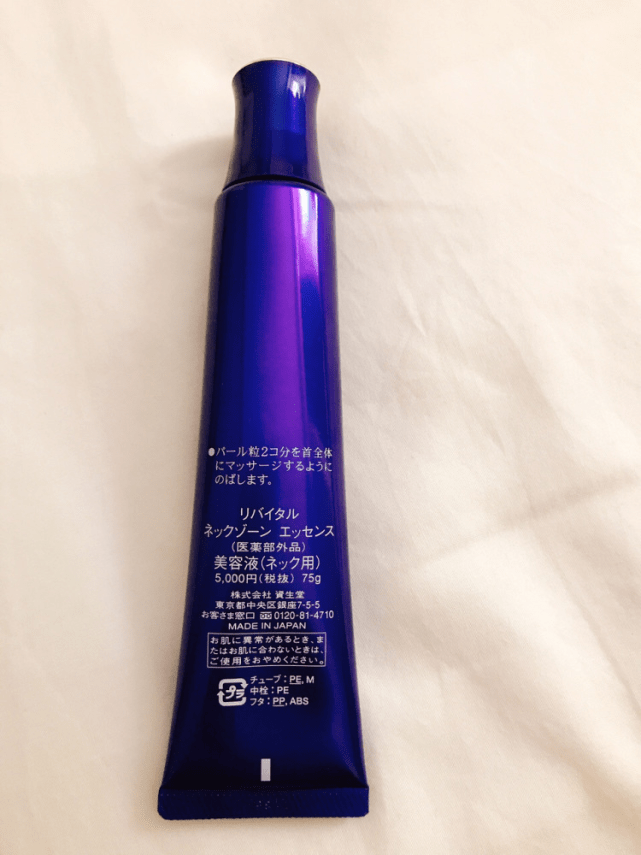 ●パール粒2コ分を首全体
にマッサージするように
のばします。
リバイタル
ネックゾーン エッセンス
(医薬部外品)
美容液(ネック用)
5,000円(税抜) 75g
株式会社 資生堂
東京都中央区銀座7-5-5
お客さま窓口 0120-81-4710
MADE IN JAPAN
お肌に異常があるとき、ま
たはお肌に合わないときは、
ご使用をおやめください。
プラ
チューブ:PE, M
中栓:PE
フタ:PP, ABS